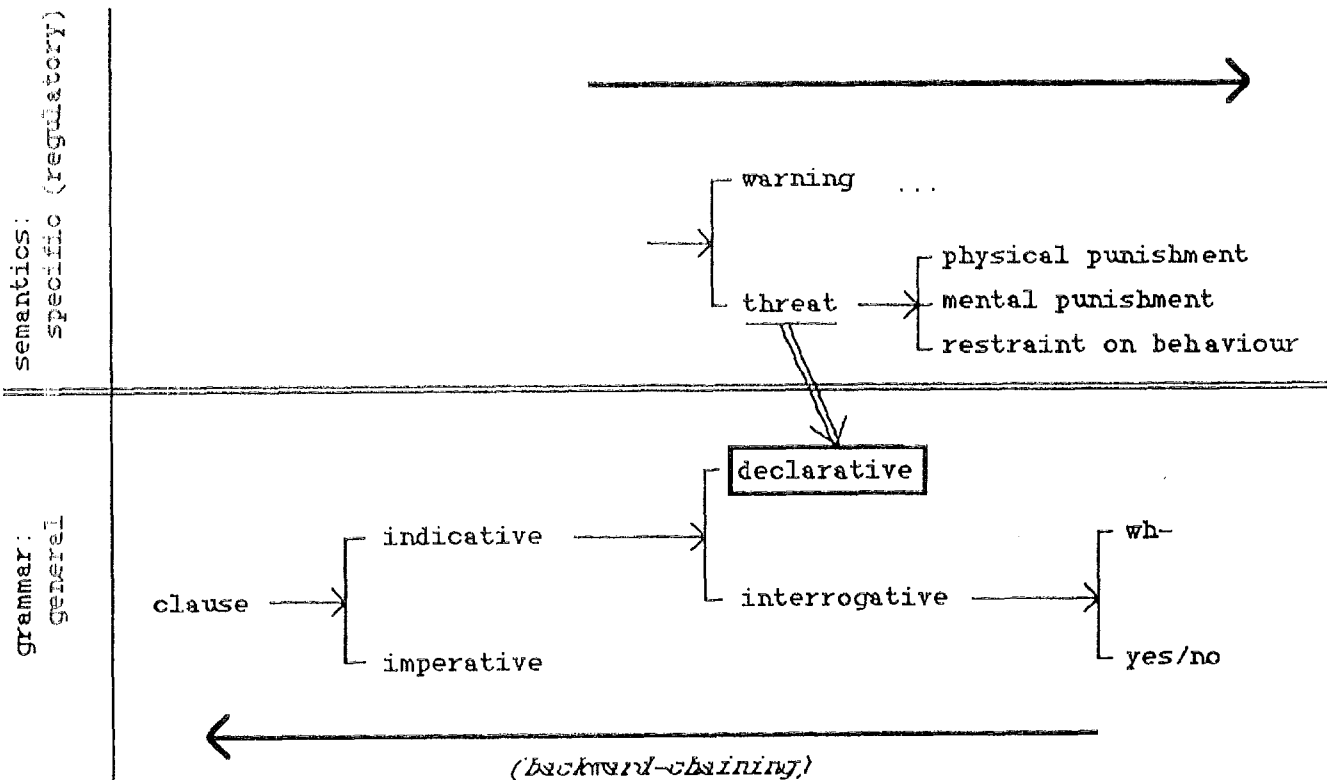 semantics:
specific (regulatory)
warning ...
physical punishment
threat
mental punishment
restraint on behaviour
grammar:
general
declarative
indicative
wh-
clause
interrogative
imperative
yes/no
(backward-chaining)